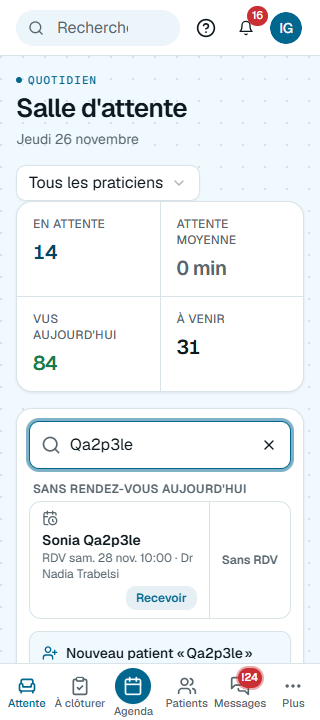 Recherch
16
IG
QUOTIDIEN
Salle d'attente
Jeudi 26 novembre
Tous les praticiens
EN ATTENTE
14
ATTENTE
MOYENNE
0 min
VUS
AUJOURD'HUI
84
À VENIR
31
Qa2p3le
SANS RENDEZ-VOUS AUJOURD'HUI
Sonia Qa2p3le
RDV sam. 28 nov. 10:00 · Dr
Nadia Trabelsi
Recevoir
Sans RDV
Nouveau patient « Qa2p3le »
Attente
À clôturer
Agenda
Patients
124
Messages
Plus